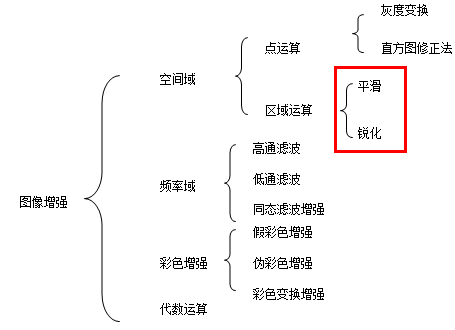 灰度变换
点运算
直方图修正法
空间域
平滑
区域运算
锐化
高通滤波
频率域
低通滤波
图像增强
同态滤波增强
假彩色增强
彩色增强
伪彩色增强
彩色变换增强
代数运算